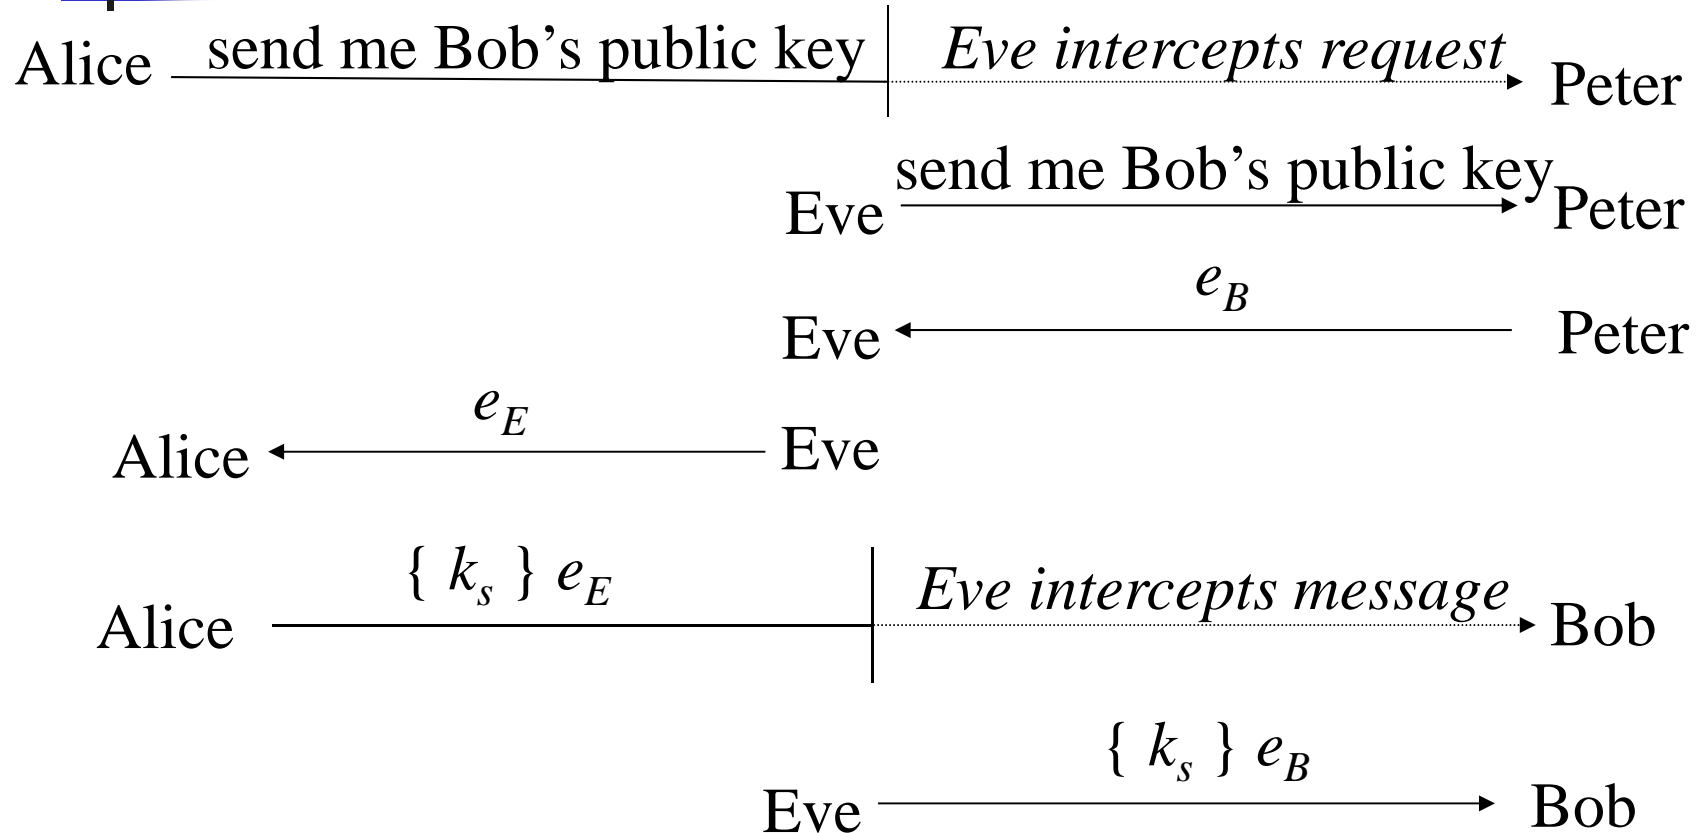 Alice send me Bob’s public key Eve intercepts request Peter
Eve send me Bob’s public key Peter
Eve e_B Peter
Alice e_E Eve
Alice { k_s } e_E Eve intercepts message Bob
Eve { k_s } e_B Bob